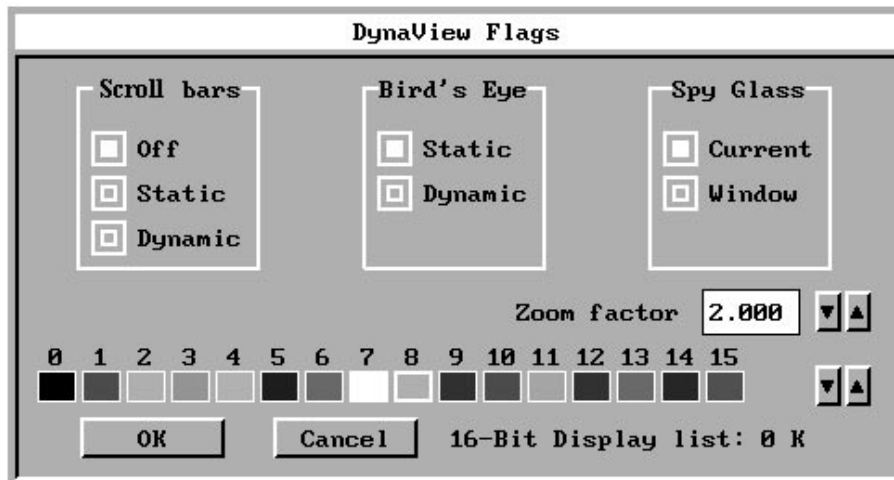 DynaView Flags
Scroll bars
Off
Static
Dynamic
Bird's Eye
Static
Dynamic
Spy Glass
Current
Window
Zoom factor 2.000
0 1 2 3 4 5 6 7 8 9 10 11 12 13 14 15
OK Cancel 16-Bit Display list: 0 K